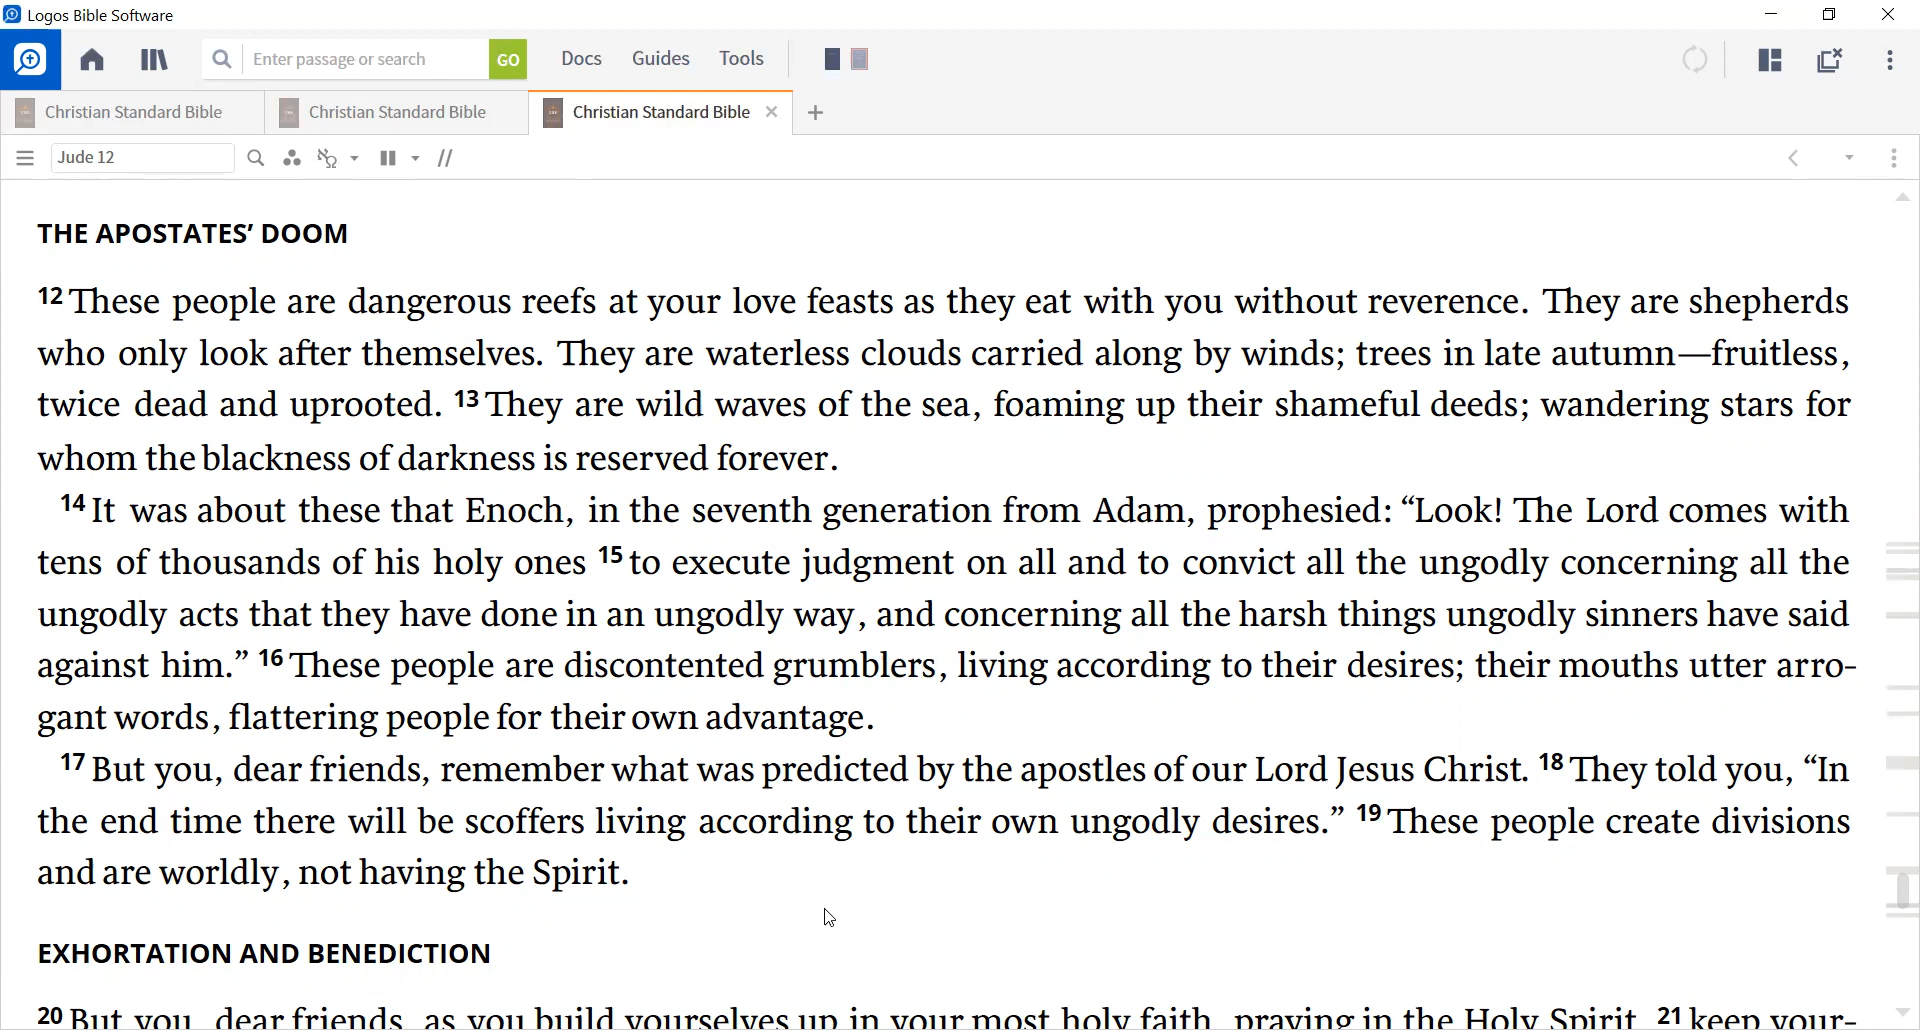 Logos Bible Software
Enter passage or search GO Docs Guides Tools
Christian Standard Bible Christian Standard Bible Christian Standard Bible
Jude 12
THE APOSTATES’ DOOM
12 These people are dangerous reefs at your love feasts as they eat with you without reverence. They are shepherds
who only look after themselves. They are waterless clouds carried along by winds; trees in late autumn—fruitless,
twice dead and uprooted. 13 They are wild waves of the sea, foaming up their shameful deeds; wandering stars for
whom the blackness of darkness is reserved forever.
14 It was about these that Enoch, in the seventh generation from Adam, prophesied: “Look! The Lord comes with
tens of thousands of his holy ones 15 to execute judgment on all and to convict all the ungodly concerning all the
ungodly acts that they have done in an ungodly way, and concerning all the harsh things ungodly sinners have said
against him.” 16 These people are discontented grumblers, living according to their desires; their mouths utter arro-
gant words, flattering people for their own advantage.
17 But you, dear friends, remember what was predicted by the apostles of our Lord Jesus Christ. 18 They told you, “In
the end time there will be scoffers living according to their own ungodly desires.” 19 These people create divisions
and are worldly, not having the Spirit.
EXHORTATION AND BENEDICTION
20 But you, dear friends, as you build yourselves up in your most holy faith, praying in the Holy Spirit, 21 keep your-